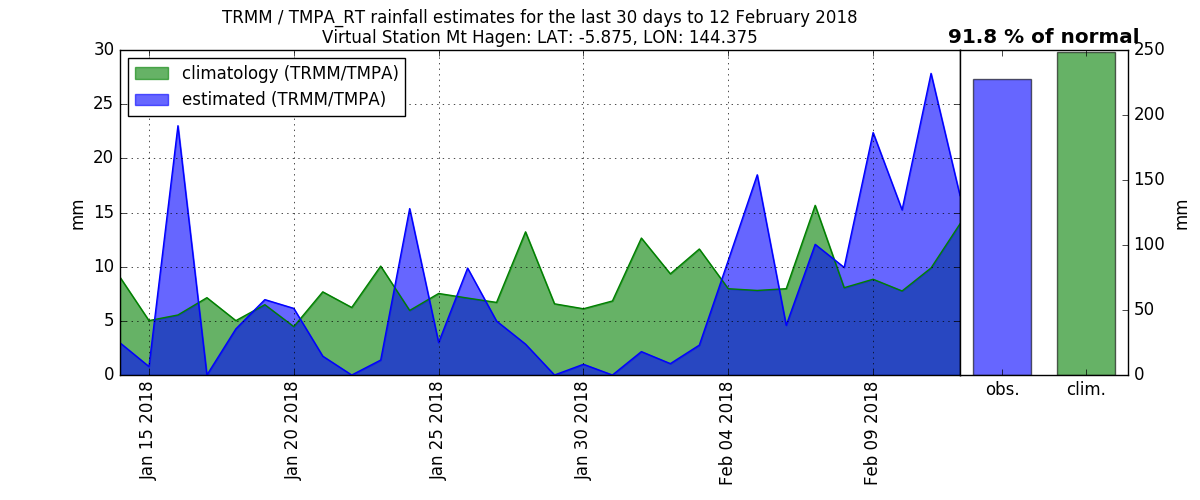 TRMM / TMPA_RT rainfall estimates for the last 30 days to 12 February 2018
Virtual Station Mt Hagen: LAT: -5.875, LON: 144.375
91.8 % of normal
climatology (TRMM/TMPA)
estimated (TRMM/TMPA)
30
25
20
15
10
5
0
mm
Jan 15 2018
Jan 20 2018
Jan 25 2018
Jan 30 2018
Feb 04 2018
Feb 09 2018
250
200
150
100
50
0
mm
obs.
clim.